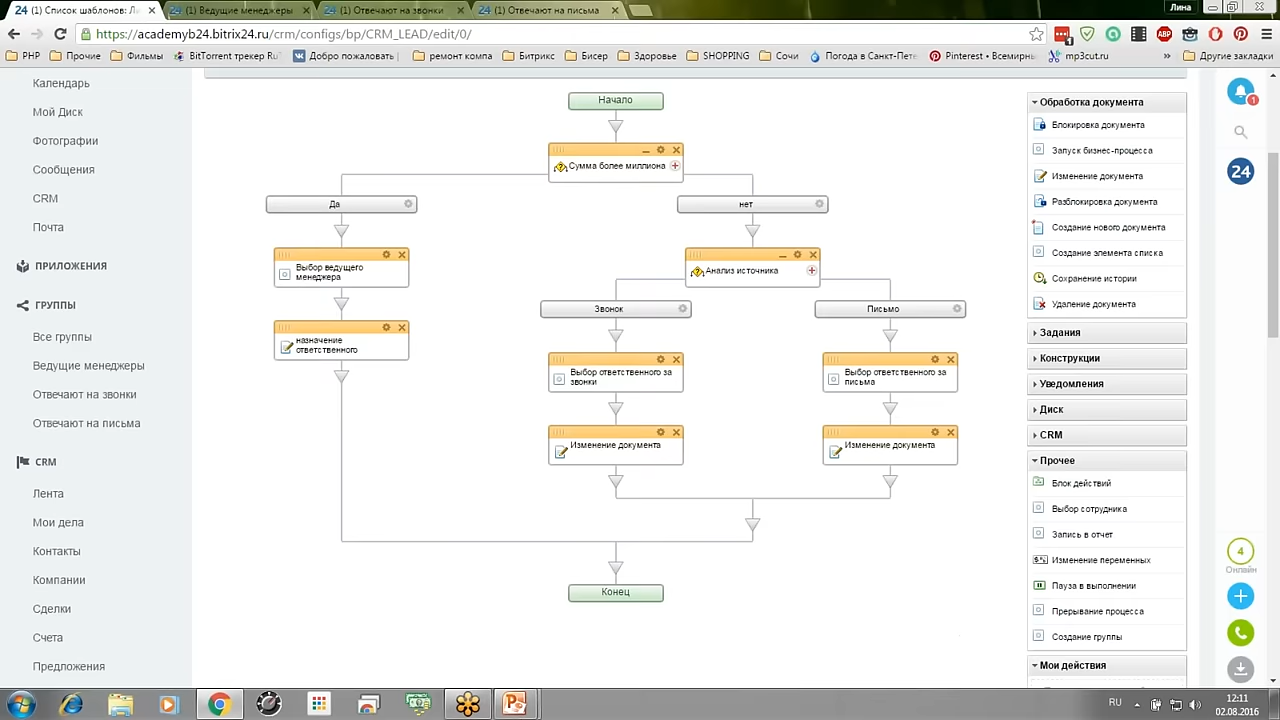 24 (1) Список шаблонов: Л
24 (1) Ведущие менеджеры
24 (1) Отвечают на звонки
24 (1) Отвечают на письма
Лина
https://academyb24.bitrix24.ru/crm/configs/bp/CRM_LEAD/edit/0/
PHP
Прочие
Фильмы
BitTorrent трекер RuT
Добро пожаловать |
ремонт компа
Битрикс
Бисер
Здоровье
SHOPPING
Сочи
Погода в Санкт-Пете
Pinterest • Всемирны
mp3cut.ru
»
Другие закладки
Календарь
Мой Диск
Фотографии
Сообщения
CRM
Почта
ПРИЛОЖЕНИЯ
ГРУППЫ
Все группы
Ведущие менеджеры
Отвечают на звонки
Отвечают на письма
CRM
Лента
Мои дела
Контакты
Компании
Сделки
Счета
Предложения
Начало
Сумма более миллиона
Да
нет
Выбор ведущего
менеджера
Анализ источника
Звонок
Письмо
назначение
ответственного
Выбор ответственного за
звонки
Выбор ответственного за
письма
Изменение документа
Изменение документа
Конец
Обработка документа
Блокировка документа
Запуск бизнес-процесса
Изменение документа
Разблокировка документа
Создание нового документа
Создание элемента списка
Сохранение истории
Удаление документа
Задания
Конструкции
Уведомления
Диск
CRM
Прочее
Блок действий
Выбор сотрудника
Запись в отчет
Изменение переменных
Пауза в выполнении
Прерывание процесса
Создание группы
Мои действия
1
24
4
Онлайн
RU
12:11
02.08.2016